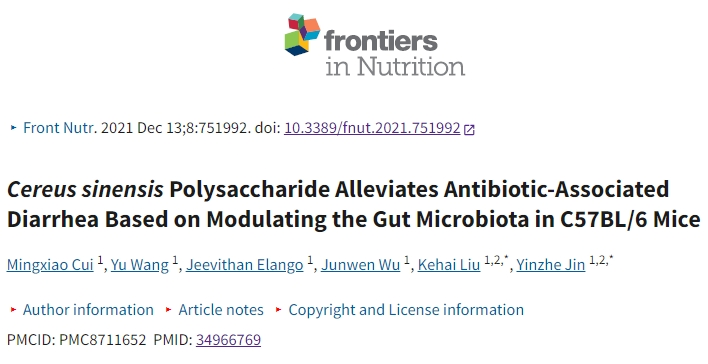 frontiers
in Nutrition
Front Nutr. 2021 Dec 13;8:751992. doi: 10.3389/fnut.2021.751992
Cereus sinensis Polysaccharide Alleviates Antibiotic-Associated
Diarrhea Based on Modulating the Gut Microbiota in C57BL/6 Mice
Mingxiao Cui 1, Yu Wang 1, Jeevithan Elango 1, Junwen Wu 1, Kehai Liu 1,2,*, Yinzhe Jin 1,2,*
Author information Article notes Copyright and License information
PMCID: PMC8711652 PMID: 34966769